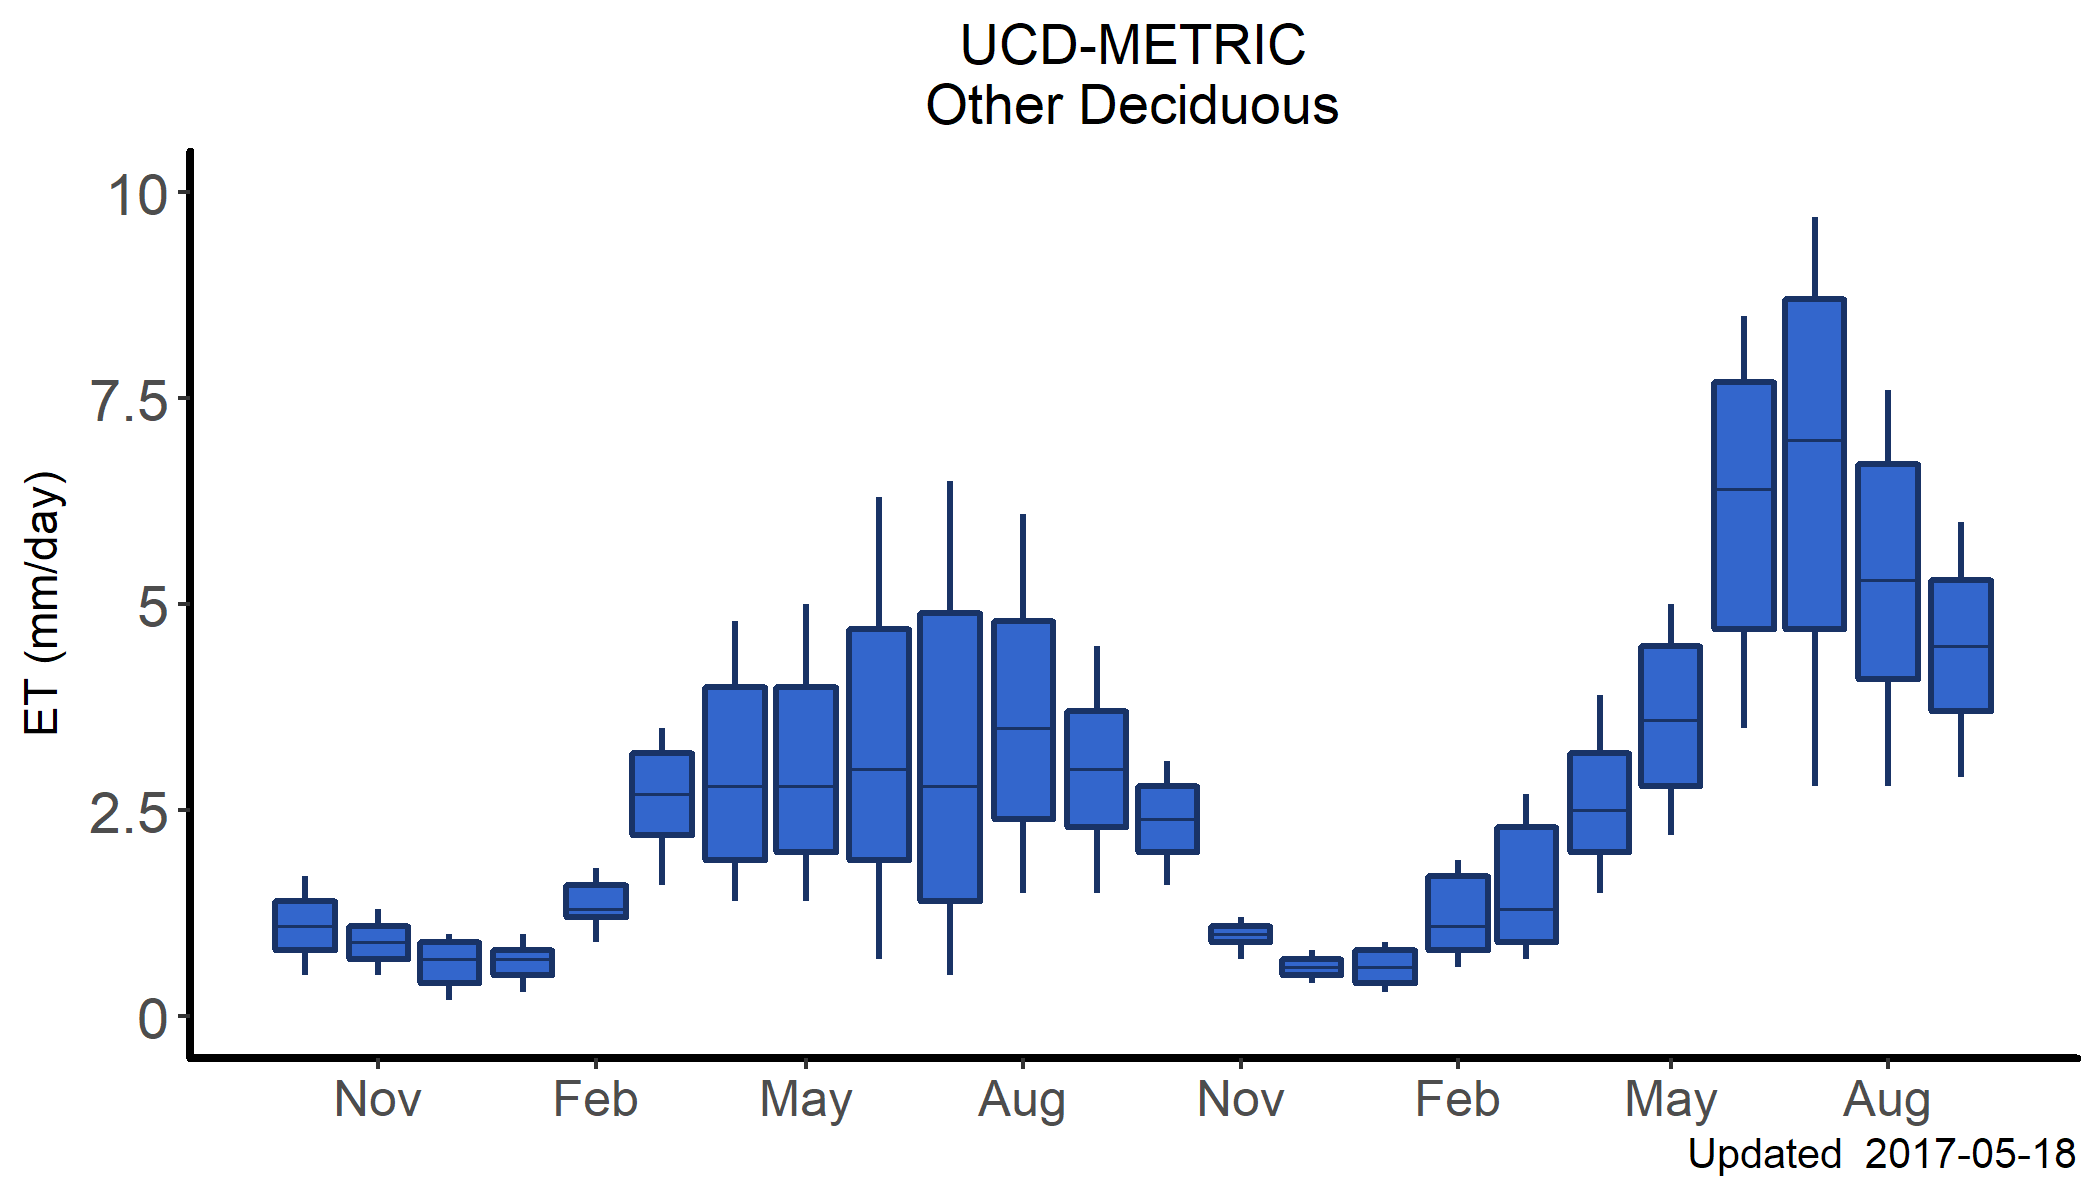 UCD-METRIC
Other Deciduous
10
7.5
5
2.5
0
ET (mm/day)
Nov Feb May Aug Nov Feb May Aug
Updated 2017-05-18